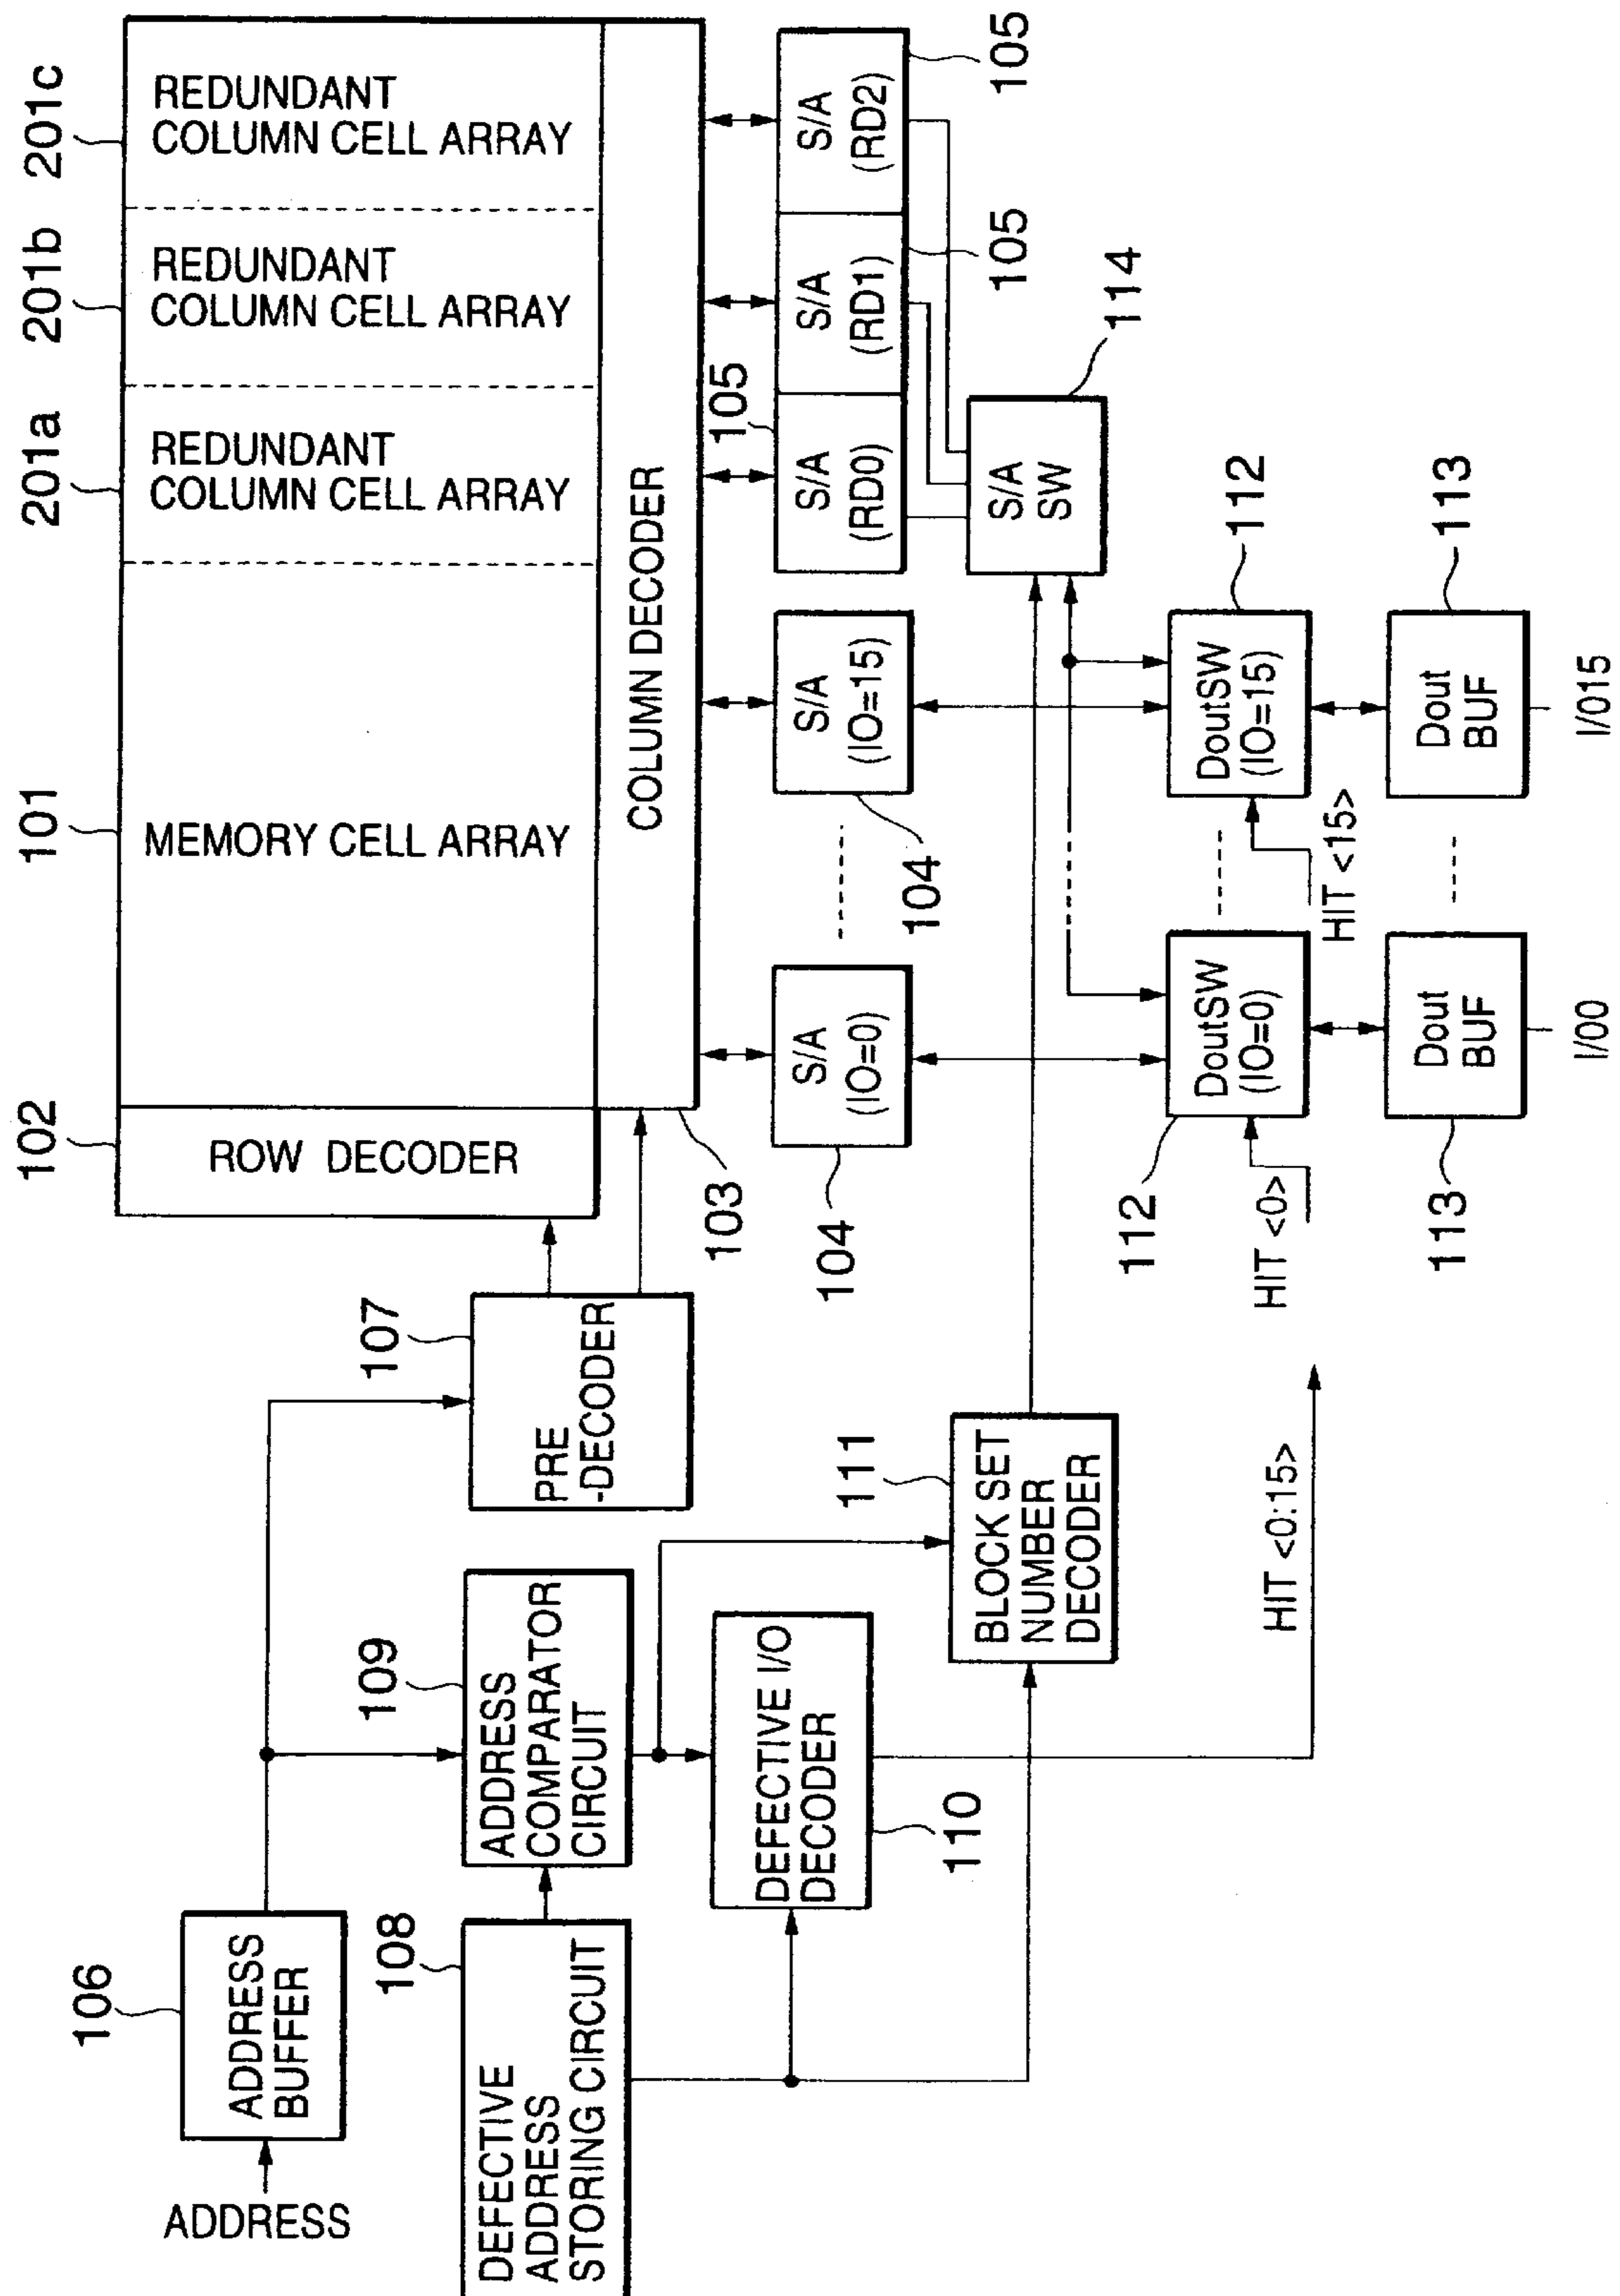 201c
201b
201a
101
102
REDUNDANT
COLUMN CELL ARRAY
REDUNDANT
COLUMN CELL ARRAY
REDUNDANT
COLUMN CELL ARRAY
MEMORY CELL ARRAY
ROW DECODER
COLUMN DECODER
103
S/A
(RD2)
105
S/A
(RD1)
105
S/A
(RD0)
105
S/A
(IO=15)
104
S/A
(IO=0)
104
S/A
SW
114
DoutSW
(IO=15)
112
HIT <15>
DoutSW
(IO=0)
112
HIT <0>
Dout
BUF
113
I/O15
Dout
BUF
113
I/O0
107
PRE
-DECODER
106
ADDRESS
BUFFER
ADDRESS
109
ADDRESS
COMPARATOR
CIRCUIT
108
DEFECTIVE
ADDRESS
STORING CIRCUIT
DEFECTIVE I/O
DECODER
110
111
BLOCK SET
NUMBER
DECODER
HIT <0:15>